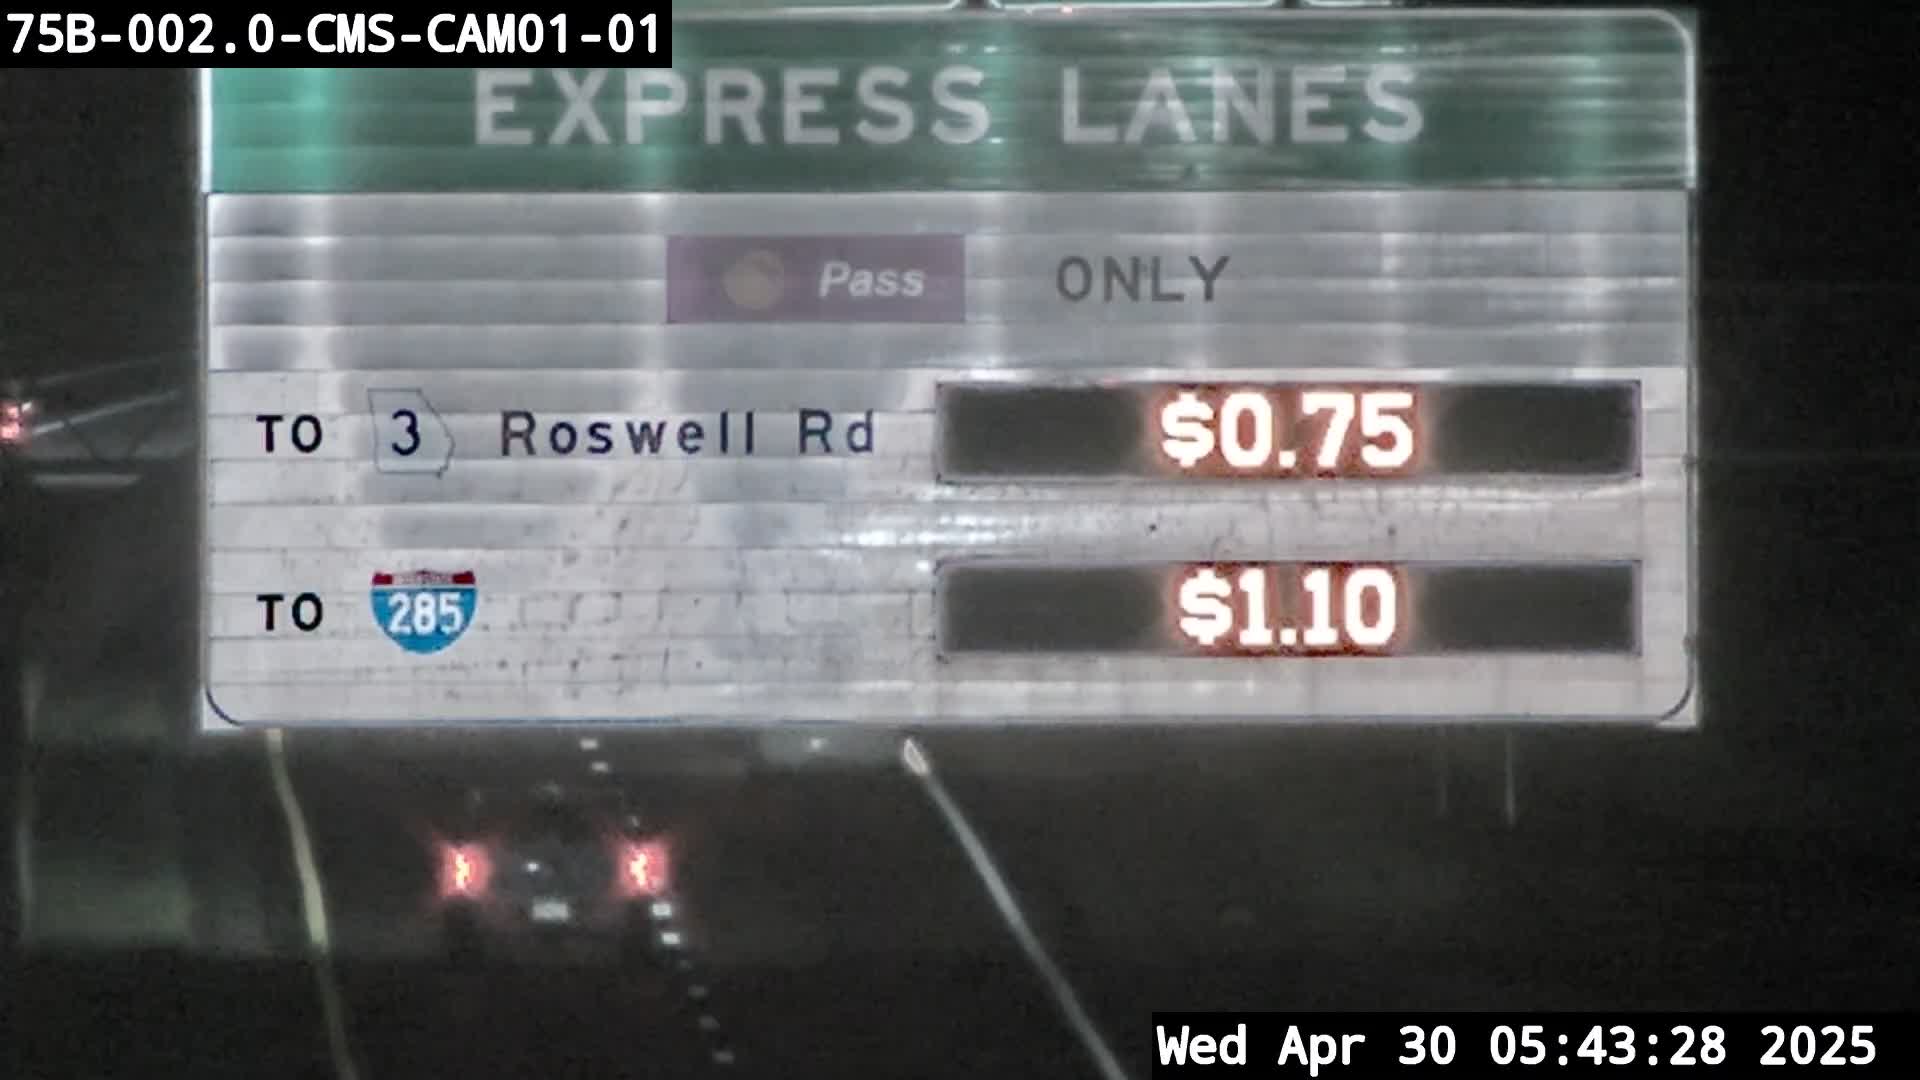 75B-002.0-CMS-CAM01-01
EXPRESS LANES
Pass ONLY
TO 3 Roswell Rd $0.75
TO 285 $1.10
Wed Apr 30 05:43:28 2025